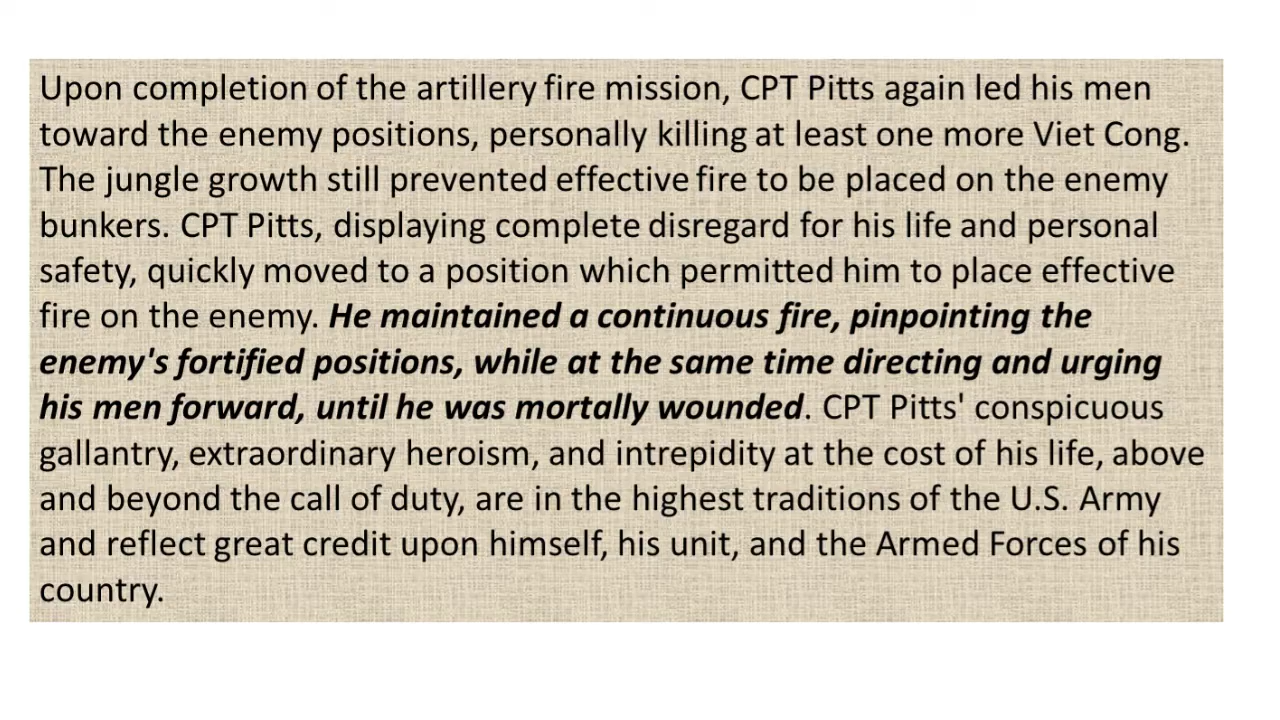 Upon completion of the artillery fire mission, CPT Pitts again led his men
toward the enemy positions, personally killing at least one more Viet Cong.
The jungle growth still prevented effective fire to be placed on the enemy
bunkers. CPT Pitts, displaying complete disregard for his life and personal
safety, quickly moved to a position which permitted him to place effective
fire on the enemy. He maintained a continuous fire, pinpointing the
enemy's fortified positions, while at the same time directing and urging
his men forward, until he was mortally wounded. CPT Pitts' conspicuous
gallantry, extraordinary heroism, and intrepidity at the cost of his life, above
and beyond the call of duty, are in the highest traditions of the U.S. Army
and reflect great credit upon himself, his unit, and the Armed Forces of his
country.